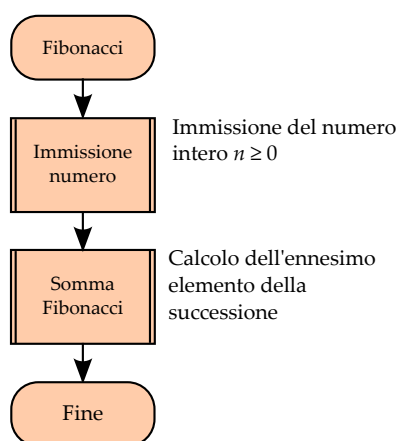 Fibonacci
Immissione
numero
Immissione del numero
intero n ≥ 0
Somma
Fibonacci
Calcolo dell'ennesimo
elemento della
successione
Fine